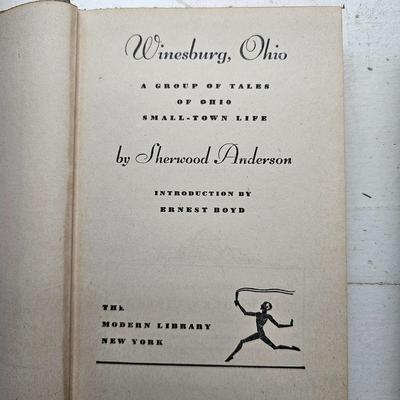 Winesburg, Ohio
A GROUP OF TALES
OF OHIO
SMALL-TOWN LIFE
by Sherwood Anderson
INTRODUCTION BY
ERNEST BOYD
THE
MODERN LIBRARY
NEW YORK